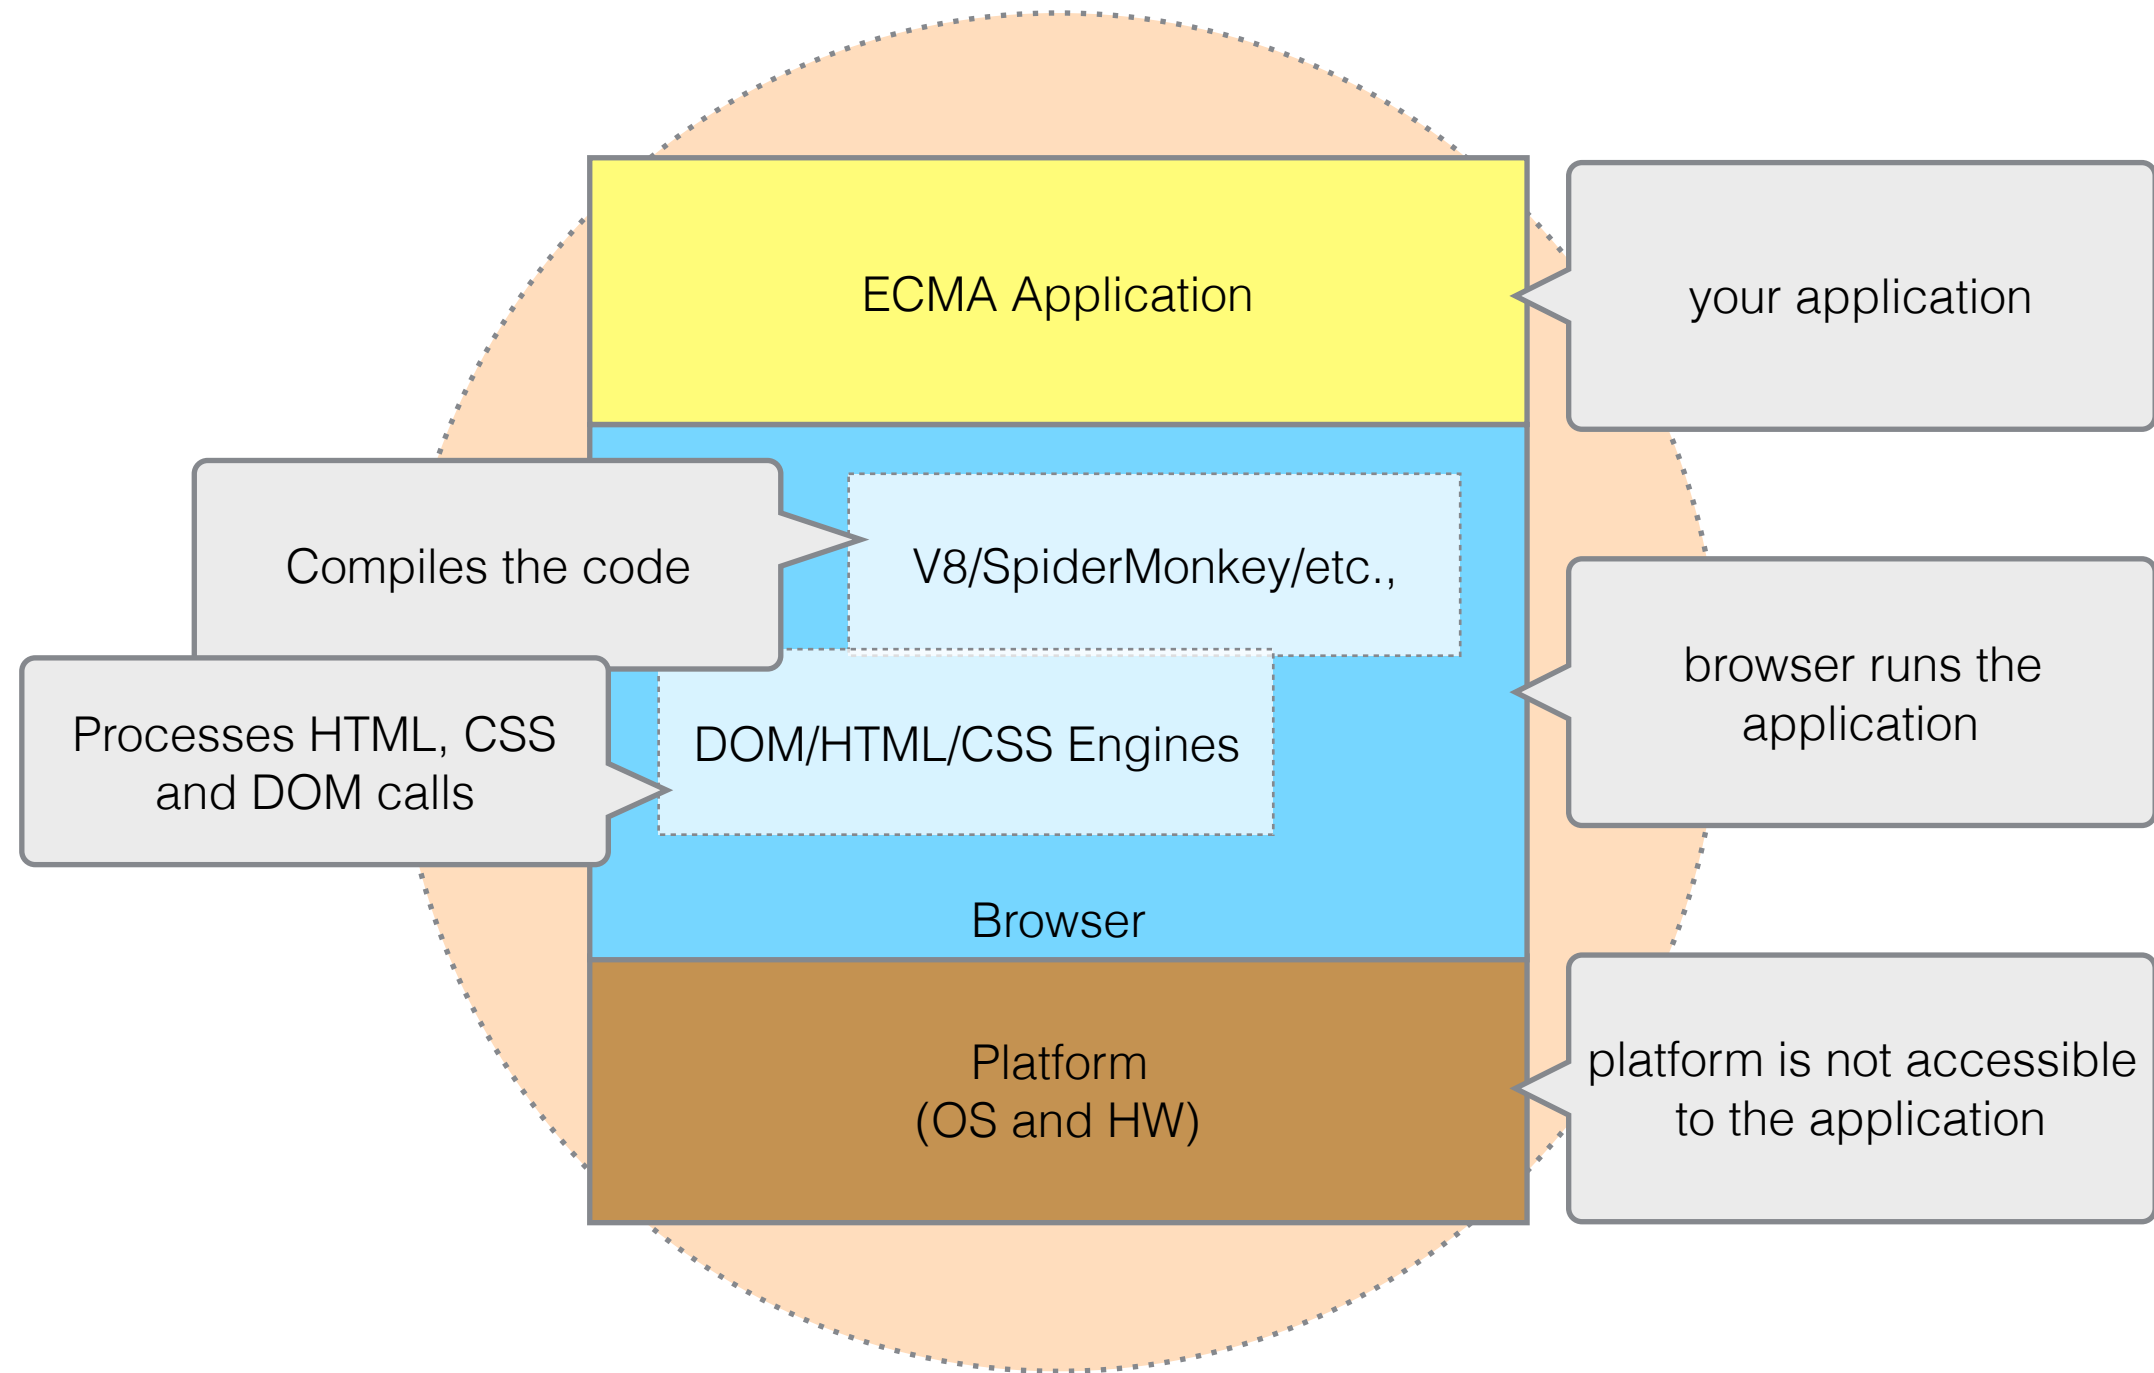 ECMA Application
your application
Compiles the code
V8/SpiderMonkey/etc.,
browser runs the
application
Processes HTML, CSS
and DOM calls
DOM/HTML/CSS Engines
Browser
Platform
(OS and HW)
platform is not accessible
to the application